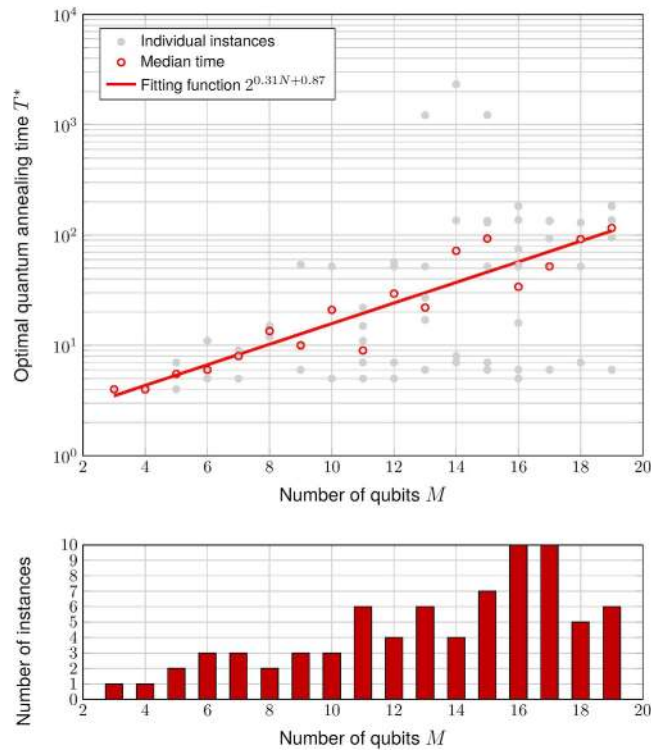 10^4
Individual instances
Median time
Fitting function 2^{0.31N+0.87}
10^3
10^2
10^1
10^0
Optimal quantum annealing time T*
2 4 6 8 10 12 14 16 18 20
Number of qubits M
10
9
8
7
6
5
4
3
2
1
0
Number of instances
2 4 6 8 10 12 14 16 18 20
Number of qubits M